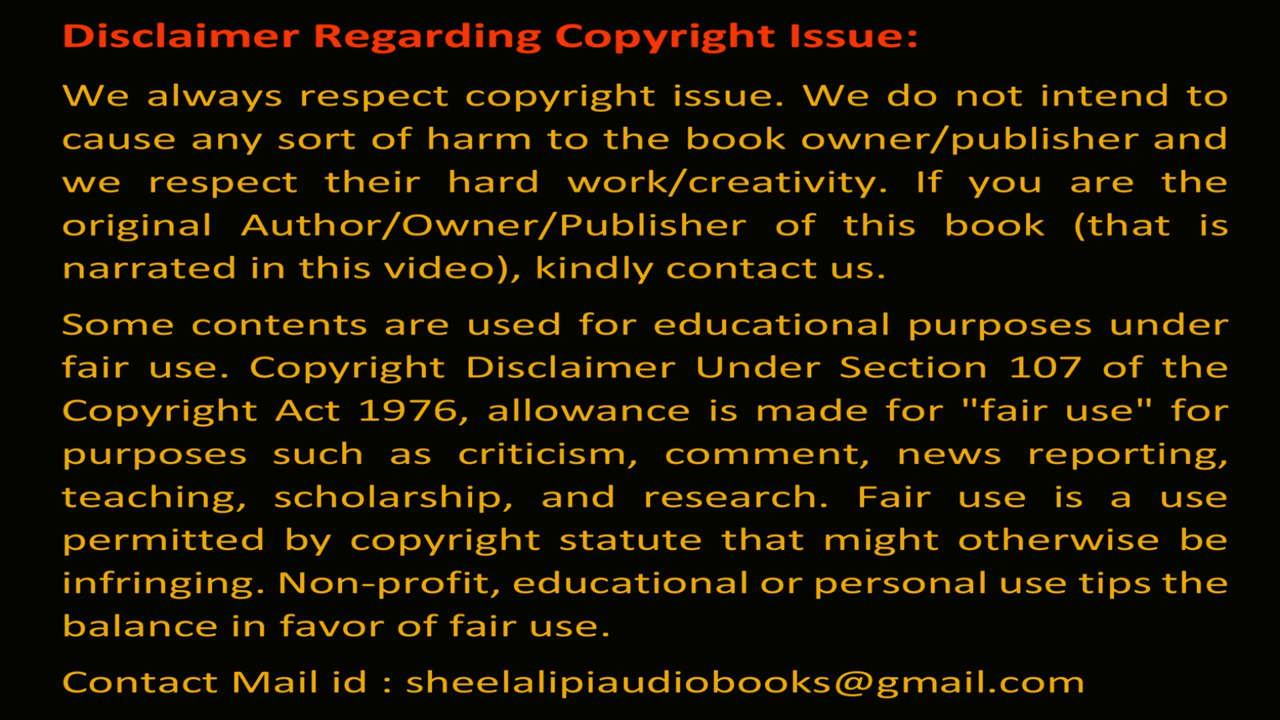 Disclaimer Regarding Copyright Issue:
We always respect copyright issue. We do not intend to
cause any sort of harm to the book owner/publisher and
we respect their hard work/creativity. If you are the
original Author/Owner/Publisher of this book (that is
narrated in this video), kindly contact us.
Some contents are used for educational purposes under
fair use. Copyright Disclaimer Under Section 107 of the
Copyright Act 1976, allowance is made for "fair use" for
purposes such as criticism, comment, news reporting,
teaching, scholarship, and research. Fair use is a use
permitted by copyright statute that might otherwise be
infringing. Non-profit, educational or personal use tips the
balance in favor of fair use.
Contact Mail id : sheelalipiaudiobooks@gmail.com